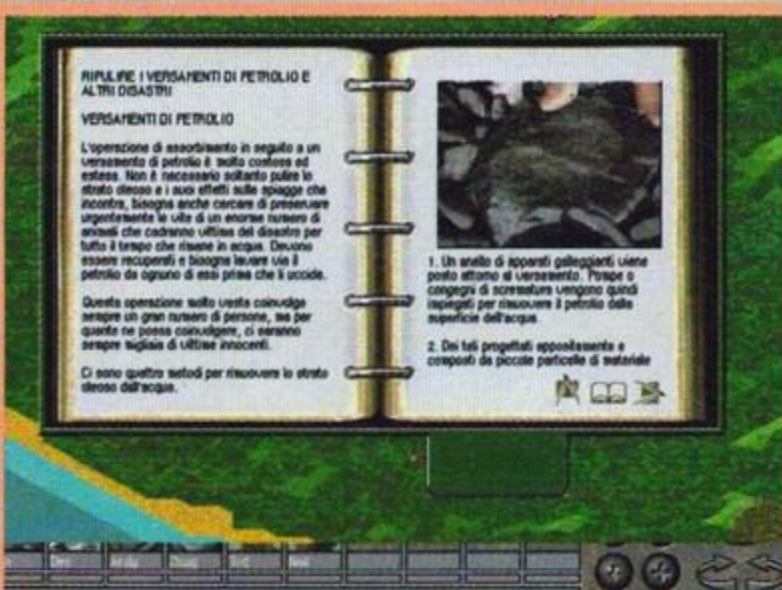 RIPULIRE I VERSAMENTI DI PETROLIO E
ALTRI DISASTRI
VERSAMENTI DI PETROLIO
L'operazione di assorbimento in seguito a un
versamento di petrolio è molto costosa ed
estesa. Non è necessario soltanto pulire lo
strato oleoso e i suoi effetti sulle spiagge che
incontra, bisogna anche cercare di preservare
urgentemente le vite di un enorme numero di
animali che cadranno vittime del disastro per
tutto il tempo che rimane in acqua. Devono
essere recuperati e bisogna lavare via il
petrolio da ognuno di essi prima che li uccida.
Questa operazione molto vasta coinvolge
sempre un gran numero di persone, ma per
quante ne possa coinvolgere, ci saranno
sempre migliaia di vittime innocenti.
Ci sono quattro metodi per rimuovere lo strato
oleoso dall'acqua.
1. Un anello di apparati galleggianti viene
posto attorno al versamento. Pompe o
congegni di scrematura vengono quindi
impiegati per rimuovere il petrolio dalla
superficie dell'acqua.
2. Dei teli progettati appositamente e
composti da piccole particelle di materiale